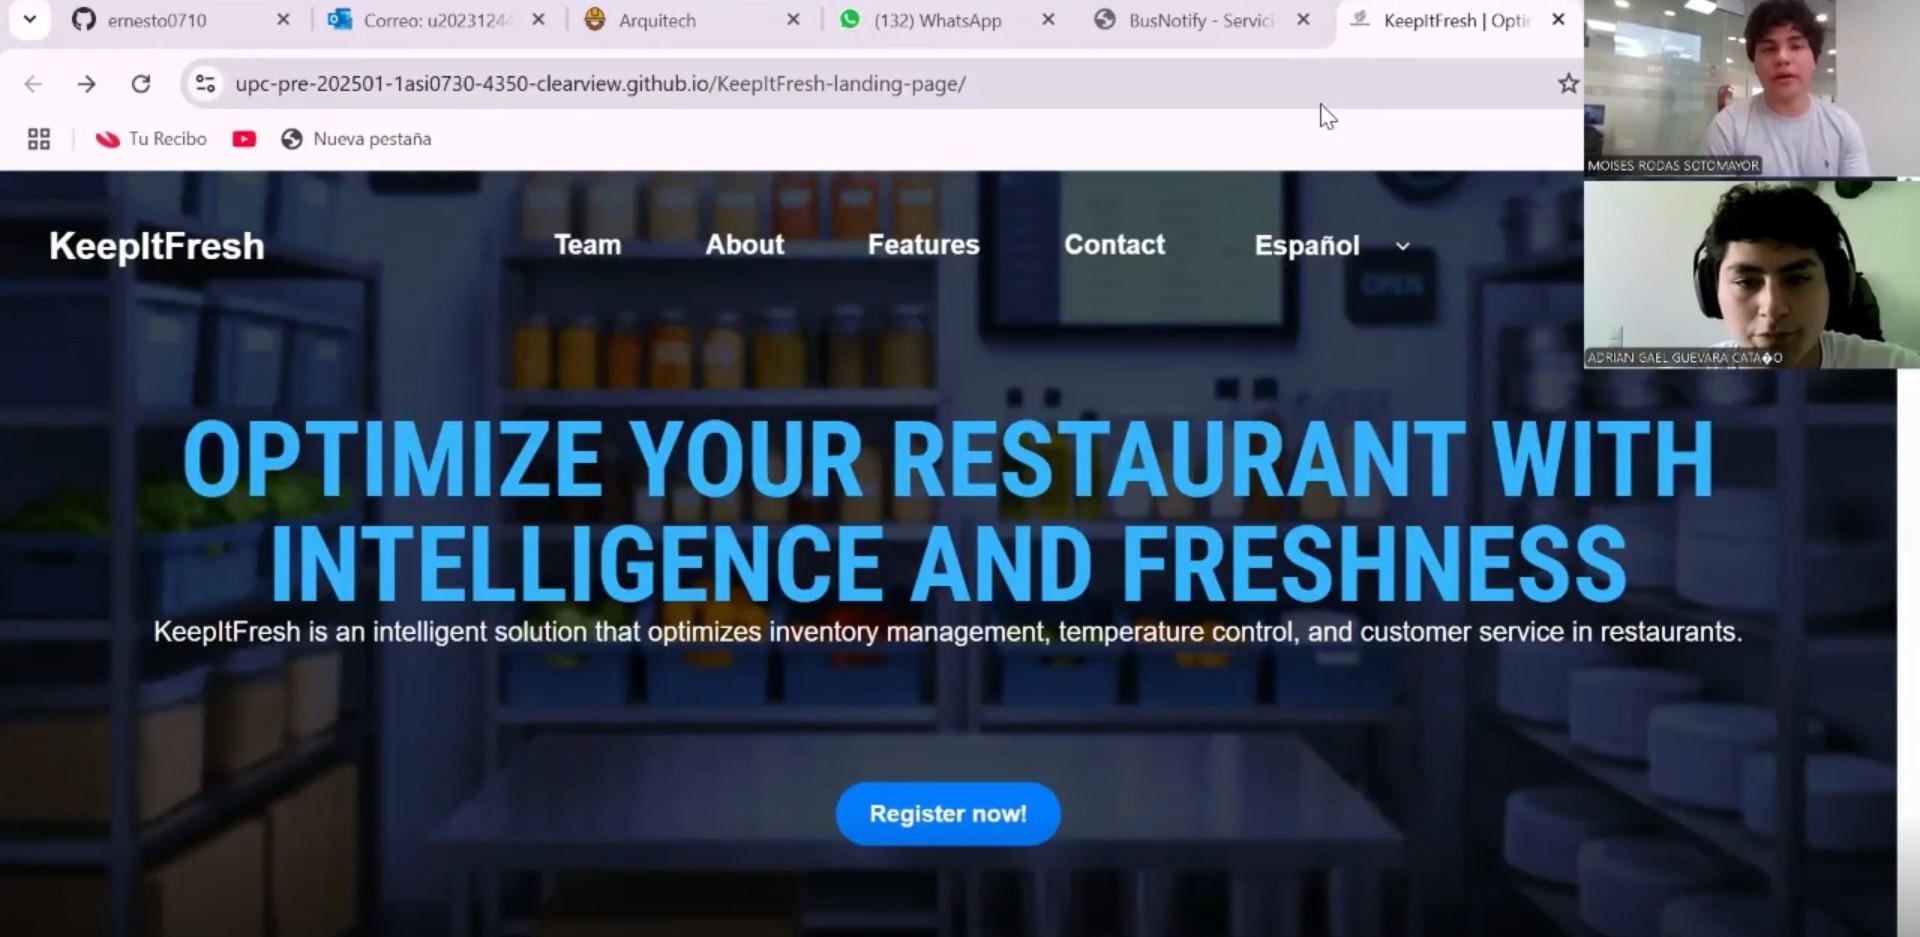 ernesto0710
Correo: u20231244
Arquitech
(132) WhatsApp
BusNotify - Servici
KeepItFresh | Optir
upc-pre-202501-1asi0730-4350-clearview.github.io/KeepItFresh-landing-page/
Tu Recibo
Nueva pestaña
MOISES RODAS SOTOMAYOR
ADRIAN GAEL GUEVARA CATA�O
KeepItFresh
Team
About
Features
Contact
Español
OPEN
OPTIMIZE YOUR RESTAURANT WITH
INTELLIGENCE AND FRESHNESS
KeepItFresh is an intelligent solution that optimizes inventory management, temperature control, and customer service in restaurants.
Register now!